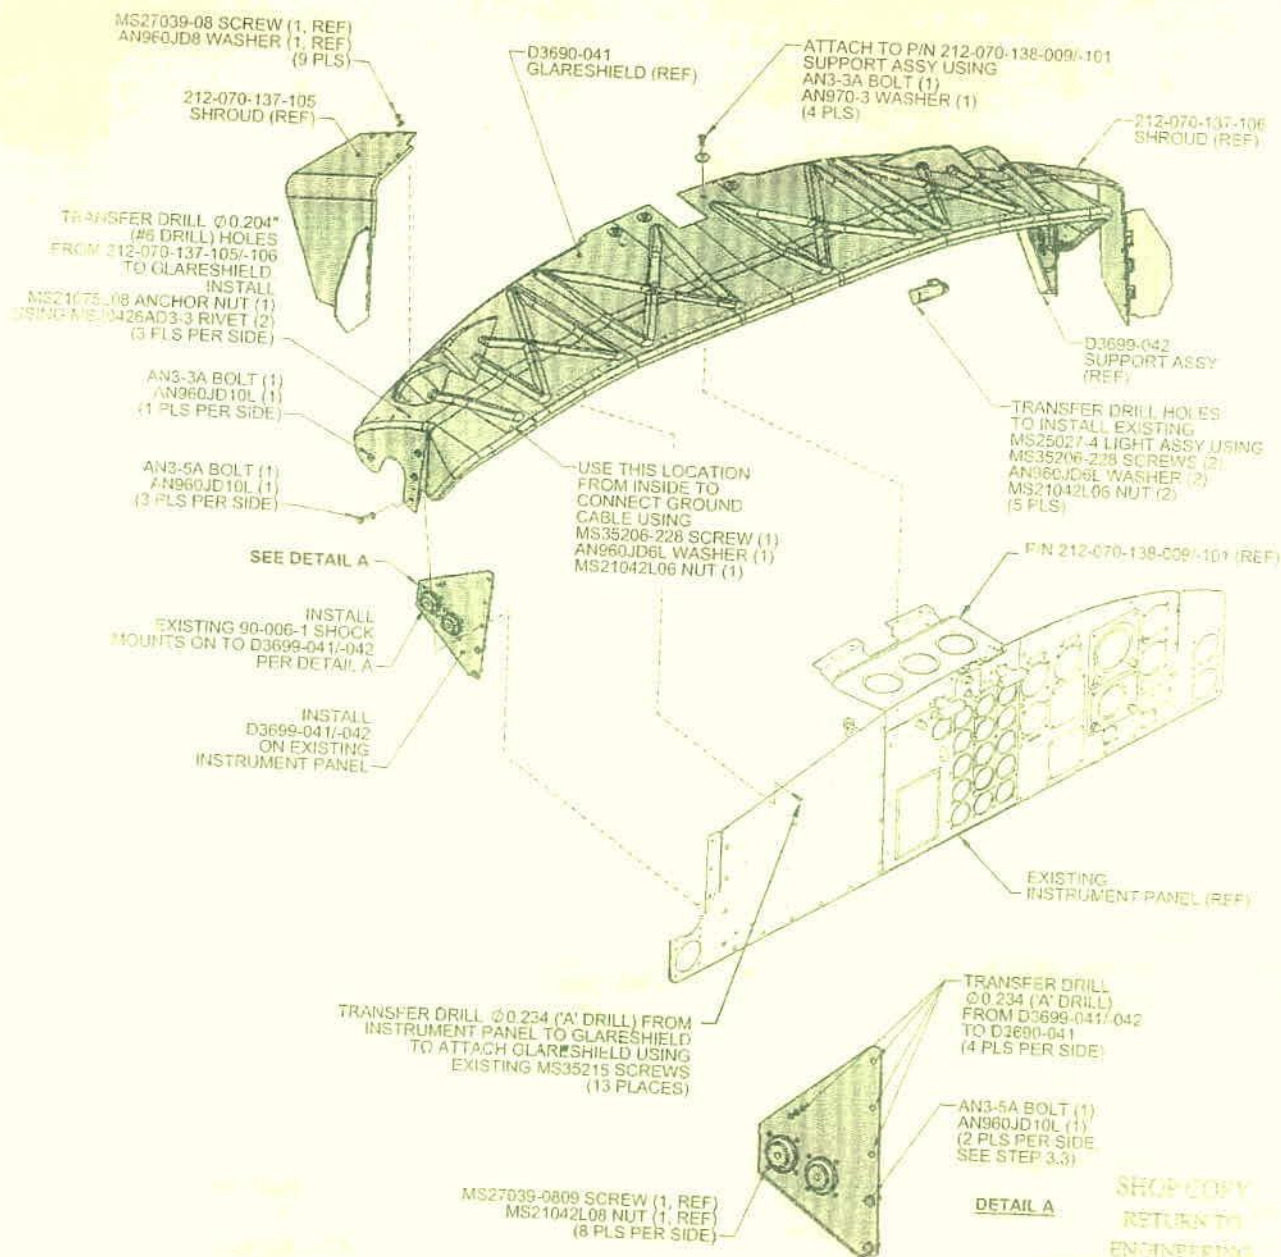 MS27039-08 SCREW (1, REF)
AN960JD8 WASHER (1, REF)
(9 PLS)
212-070-137-105
SHROUD (REF)
D3690-041
GLARESHIELD (REF)
ATTACH TO P/N 212-070-138-009/-101
SUPPORT ASSY USING
AN3-3A BOLT (1)
AN970-3 WASHER (1)
(4 PLS)
212-070-137-106
SHROUD (REF)
TRANSFER DRILL Ø0.204"
(#6 DRILL) HOLES
FROM 212-070-137-105/-106
TO GLARESHIELD
INSTALL
MS21075L08 ANCHOR NUT (1)
USING MS20426AD3-3 RIVET (2)
(3 PLS PER SIDE)
AN3-3A BOLT (1)
AN960JD10L (1)
(1 PLS PER SIDE)
AN3-5A BOLT (1)
AN960JD10L (1)
(3 PLS PER SIDE)
D3699-042
SUPPORT ASSY
(REF)
TRANSFER DRILL HOLES
TO INSTALL EXISTING
MS25027-4 LIGHT ASSY USING
MS35206-228 SCREWS (2)
AN960JD6L WASHER (2)
MS21042L06 NUT (2)
(5 PLS)
USE THIS LOCATION
FROM INSIDE TO
CONNECT GROUND
CABLE USING
MS35206-228 SCREW (1)
AN960JD6L WASHER (1)
MS21042L06 NUT (1)
SEE DETAIL A
INSTALL
EXISTING 90-006-1 SHOCK
MOUNTS ON TO D3699-041/-042
PER DETAIL A
INSTALL
D3699-041/-042
ON EXISTING
INSTRUMENT PANEL
P/N 212-070-138-009/-101 (REF)
EXISTING
INSTRUMENT PANEL (REF)
TRANSFER DRILL Ø0.234 ('A' DRILL) FROM
INSTRUMENT PANEL TO GLARESHIELD
TO ATTACH GLARESHIELD USING
EXISTING MS35215 SCREWS
(13 PLACES)
TRANSFER DRILL
Ø0.234 ('A' DRILL)
FROM D3699-041/-042
TO D3690-041
(4 PLS PER SIDE)
AN3-5A BOLT (1)
AN960JD10L (1)
(2 PLS PER SIDE
SEE STEP 3.3)
MS27039-0809 SCREW (1, REF)
MS21042L08 NUT (1, REF)
(8 PLS PER SIDE)
DETAIL A
SHOP COPY
RETURN TO
ENGINEERING